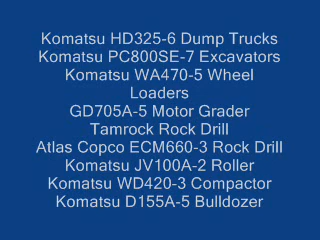 Komatsu HD325-6 Dump Trucks
Komatsu PC800SE-7 Excavators
Komatsu WA470-5 Wheel
Loaders
GD705A-5 Motor Grader
Tamrock Rock Drill
Atlas Copco ECM660-3 Rock Drill
Komatsu JV100A-2 Roller
Komatsu WD420-3 Compactor
Komatsu D155A-5 Bulldozer